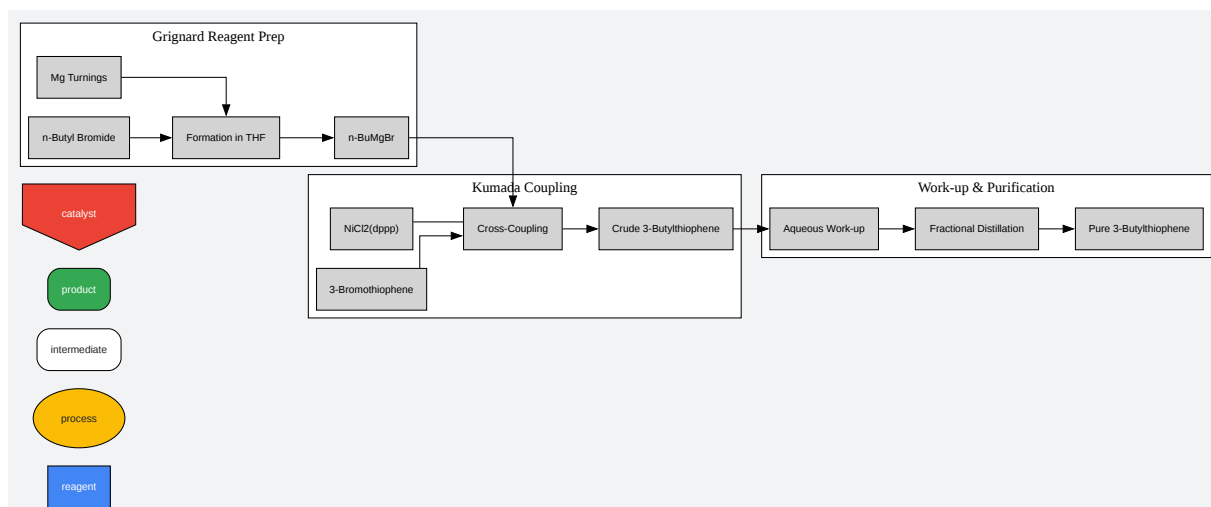 Grignard Reagent Prep
Mg Turnings
n-Butyl Bromide
Formation in THF
n-BuMgBr
Kumada Coupling
NiCl2(dppp)
Cross-Coupling
Crude 3-Butylthiophene
3-Bromothiophene
Work-up & Purification
Aqueous Work-up
Fractional Distillation
Pure 3-Butylthiophene
catalyst
product
intermediate
process
reagent